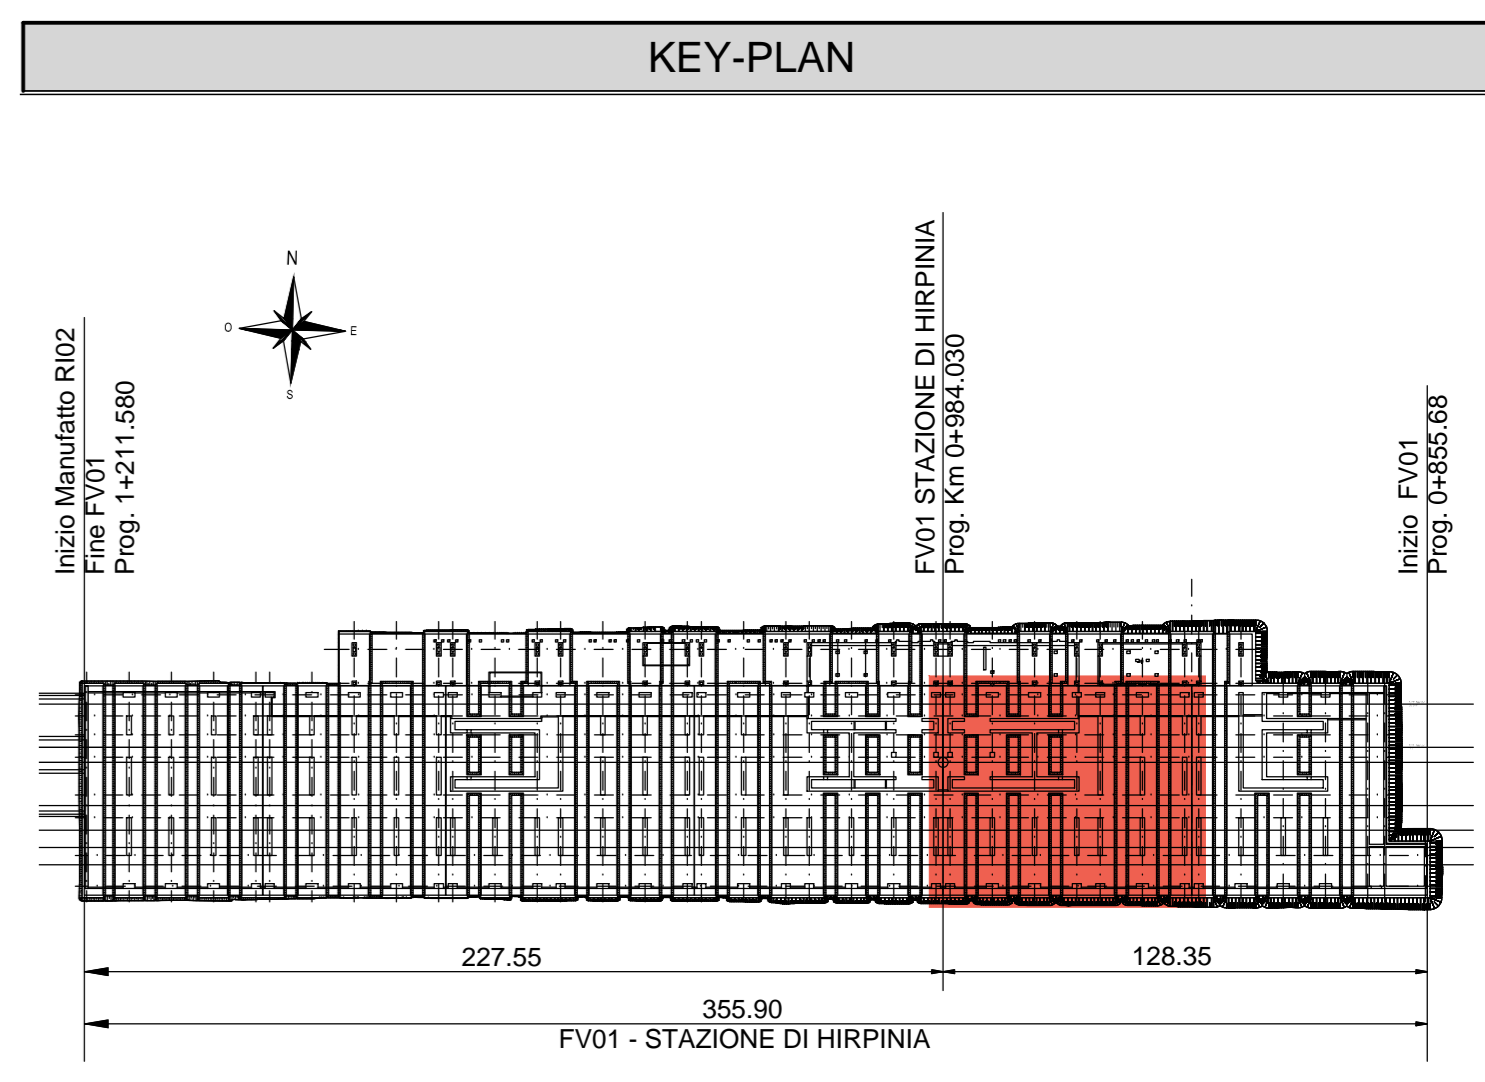 KEY-PLAN
N
O
E
S
Inizio Manufatto RI02
Fine FV01
Prog. 1+211.580
FV01 STAZIONE DI HIRPINIA
Prog. Km 0+984.030
Inizio FV01
Prog. 0+855.68
227.55
128.35
355.90
FV01 - STAZIONE DI HIRPINIA